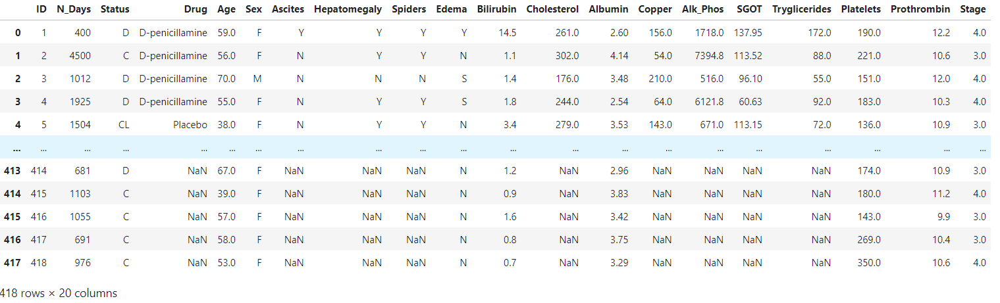 ID N_Days Status Drug Age Sex Ascites Hepatomegaly Spiders Edema Bilirubin Cholesterol Albumin Copper Alk_Phos SGOT Tryglicerides Platelets Prothrombin Stage
0 1 400 D D-penicillamine 59.0 F Y Y Y Y 14.5 261.0 2.60 156.0 1718.0 137.95 172.0 190.0 12.2 4.0
1 2 4500 C D-penicillamine 56.0 F N Y Y N 1.1 302.0 4.14 54.0 7394.8 113.52 88.0 221.0 10.6 3.0
2 3 1012 D D-penicillamine 70.0 M N N N S 1.4 176.0 3.48 210.0 516.0 96.10 55.0 151.0 12.0 4.0
3 4 1925 D D-penicillamine 55.0 F N Y Y S 1.8 244.0 2.54 64.0 6121.8 60.63 92.0 183.0 10.3 4.0
4 5 1504 CL Placebo 38.0 F N Y Y N 3.4 279.0 3.53 143.0 671.0 113.15 72.0 136.0 10.9 3.0
... ... ... ... ... ... ... ... ... ... ... ... ... ... ... ... ... ... ... ... ...
413 414 681 D NaN 67.0 F NaN NaN NaN N 1.2 NaN 2.96 NaN NaN NaN NaN 174.0 10.9 3.0
414 415 1103 C NaN 39.0 F NaN NaN NaN N 0.9 NaN 3.83 NaN NaN NaN NaN 180.0 11.2 4.0
415 416 1055 C NaN 57.0 F NaN NaN NaN N 1.6 NaN 3.42 NaN NaN NaN NaN 143.0 9.9 3.0
416 417 691 C NaN 58.0 F NaN NaN NaN N 0.8 NaN 3.75 NaN NaN NaN NaN 269.0 10.4 3.0
417 418 976 C NaN 53.0 F NaN NaN NaN N 0.7 NaN 3.29 NaN NaN NaN NaN 350.0 10.6 4.0
418 rows × 20 columns